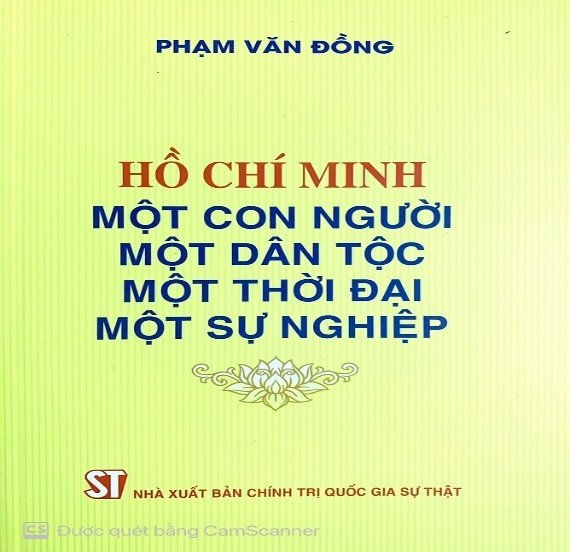 PHẠM VĂN ĐỒNG
HỒ CHÍ MINH
MỘT CON NGƯỜI
MỘT DÂN TỘC
MỘT THỜI ĐẠI
MỘT SỰ NGHIỆP
ST NHÀ XUẤT BẢN CHÍNH TRỊ QUỐC GIA SỰ THẬT
CS Được quét bằng CamScanner